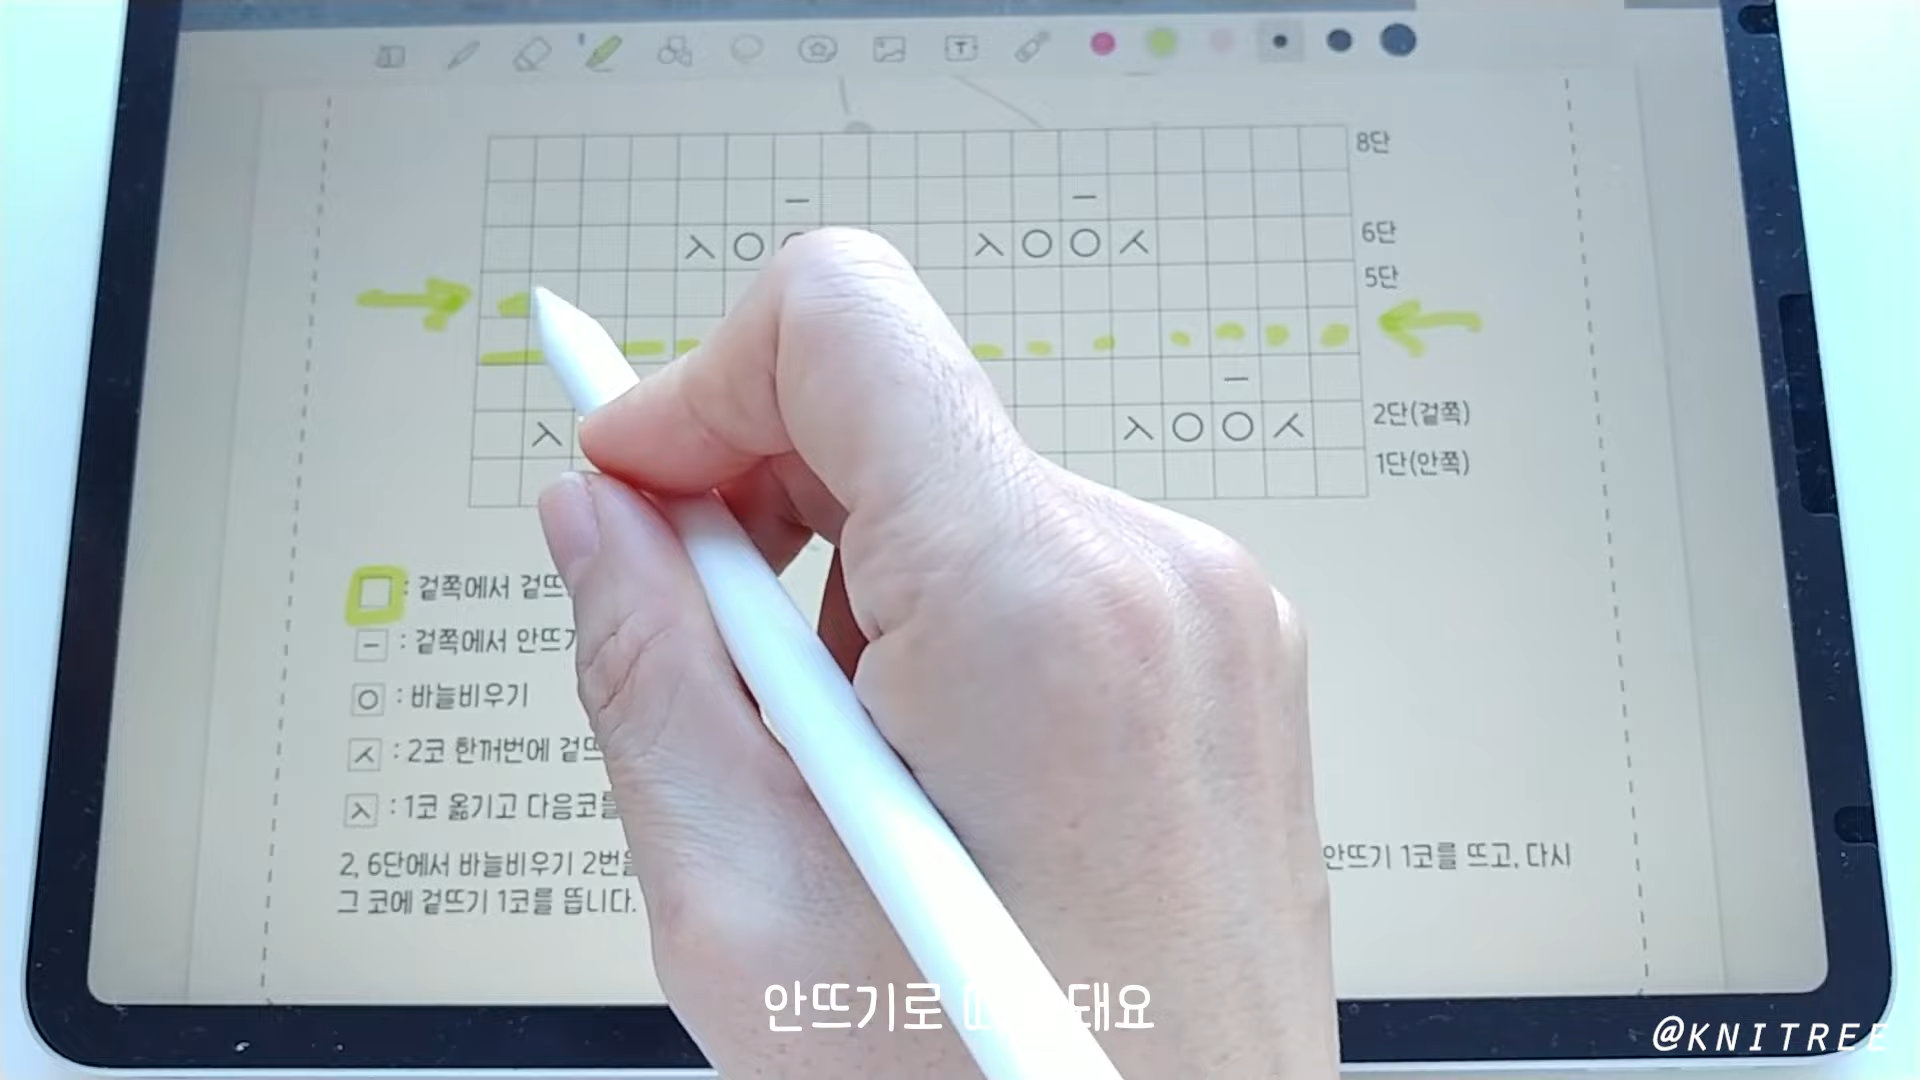 T
8단
6단
5단
2단(겉쪽)
1단(안쪽)
: 겉쪽에서 겉뜨
: 겉쪽에서 안뜨기
: 바늘비우기
: 2코 한꺼번에 겉뜨
: 1코 옮기고 다음코를
2, 6단에서 바늘비우기 2번을 안뜨기 1코를 뜨고, 다시
그 코에 겉뜨기 1코를 뜹니다.
안뜨기로 돼요
@KNITREE